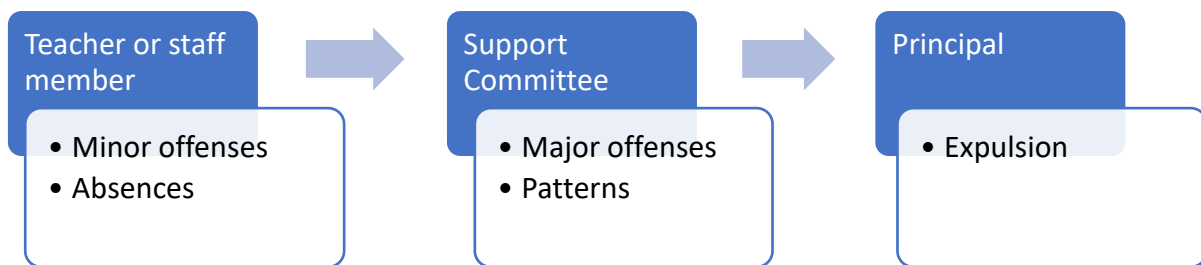 Teacher or staff
member
• Minor offenses
• Absences
Support
Committee
• Major offenses
• Patterns
Principal
• Expulsion